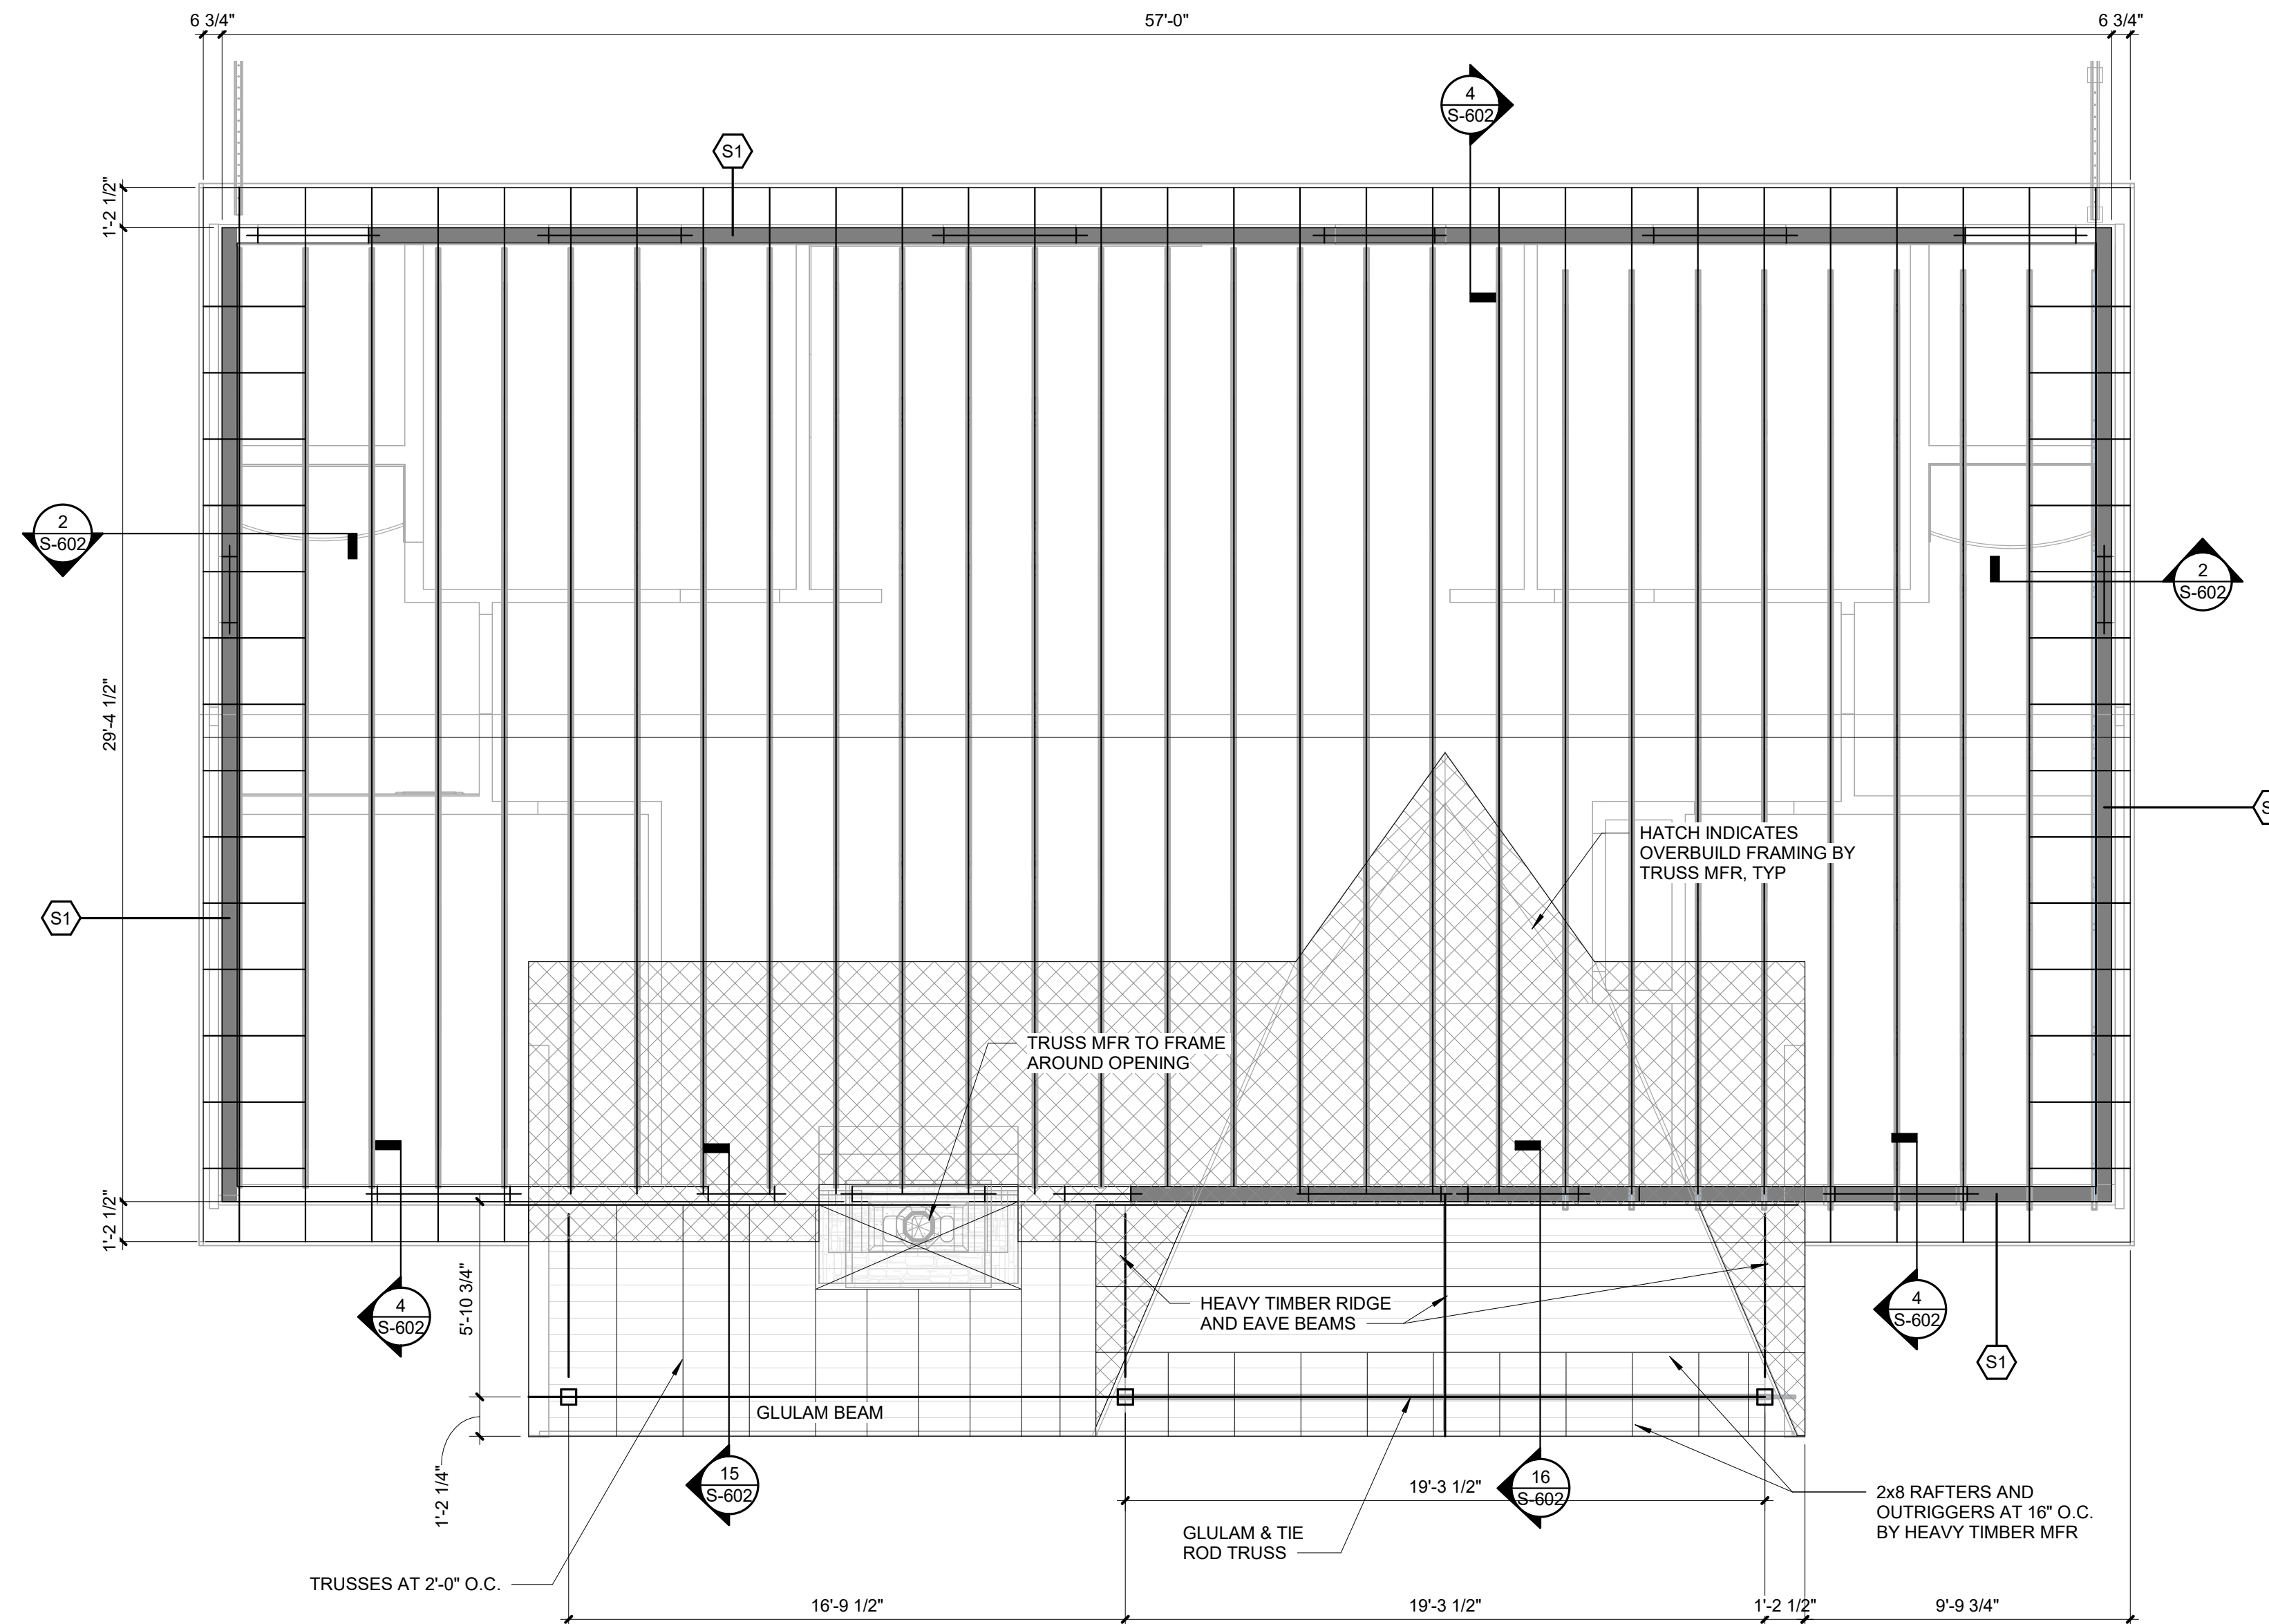 6 3/4"
57'-0"
6 3/4"
4
S-602
S1
1'-2 1/2"
2
S-602
2
S-602
29'-4 1/2"
HATCH INDICATES
OVERBUILD FRAMING BY
TRUSS MFR, TYP
S1
TRUSS MFR TO FRAME
AROUND OPENING
1'-2 1/2"
5'-10 3/4"
4
S-602
HEAVY TIMBER RIDGE
AND EAVE BEAMS
4
S-602
S1
GLULAM BEAM
1'-2 1/4"
15
S-602
19'-3 1/2"
16
S-602
2x8 RAFTERS AND
OUTRIGGERS AT 16" O.C.
BY HEAVY TIMBER MFR
GLULAM & TIE
ROD TRUSS
TRUSSES AT 2'-0" O.C.
16'-9 1/2"
19'-3 1/2"
1'-2 1/2"
9'-9 3/4"